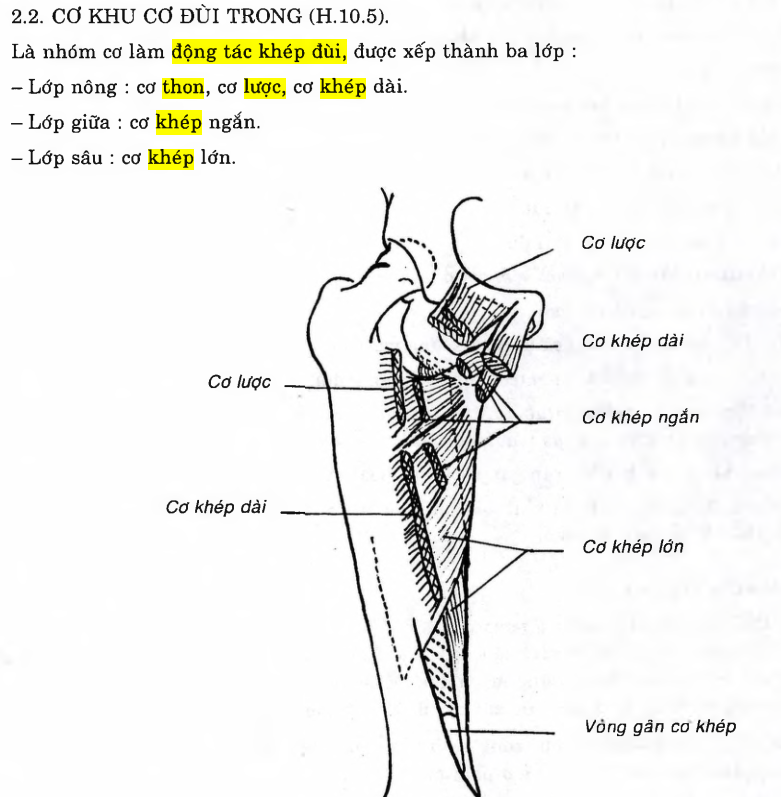 2.2. CƠ KHU CƠ ĐÙI TRONG (H.10.5).
Là nhóm cơ làm động tác khép đùi, được xếp thành ba lớp :
– Lớp nông : cơ thon, cơ lược, cơ khép dài.
– Lớp giữa : cơ khép ngắn.
– Lớp sâu : cơ khép lớn.
Cơ lược
Cơ khép dài
Cơ lược
Cơ khép ngắn
Cơ khép dài
Cơ khép lớn
Vòng gân cơ khép